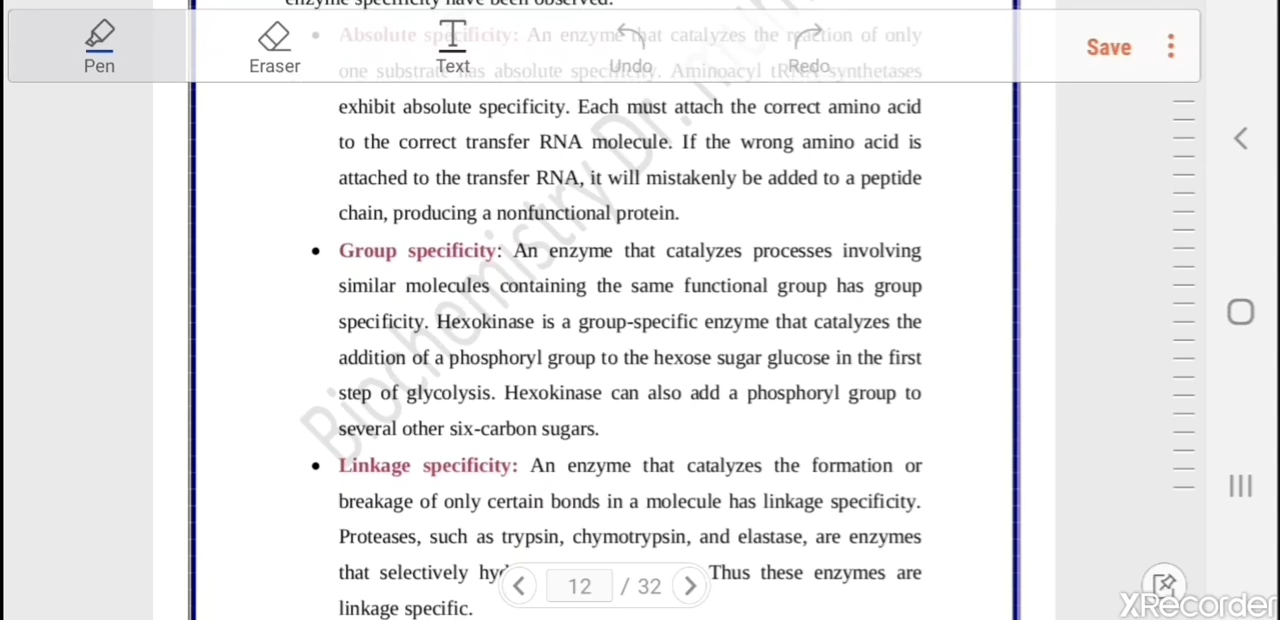 enzyme specificity have been observed.
Pen
Eraser
Text
Undo
Redo
Save
Absolute specificity: An enzyme that catalyzes the reaction of only
one substrate has absolute specificity. Aminoacyl tRNA synthetases
exhibit absolute specificity. Each must attach the correct amino acid
to the correct transfer RNA molecule. If the wrong amino acid is
attached to the transfer RNA, it will mistakenly be added to a peptide
chain, producing a nonfunctional protein.
• Group specificity: An enzyme that catalyzes processes involving
similar molecules containing the same functional group has group
specificity. Hexokinase is a group-specific enzyme that catalyzes the
addition of a phosphoryl group to the hexose sugar glucose in the first
step of glycolysis. Hexokinase can also add a phosphoryl group to
several other six-carbon sugars.
• Linkage specificity: An enzyme that catalyzes the formation or
breakage of only certain bonds in a molecule has linkage specificity.
Proteases, such as trypsin, chymotrypsin, and elastase, are enzymes
that selectively Thus these enzymes are
linkage specific.
12 / 32
Biochemistry Dr.
XRecorder